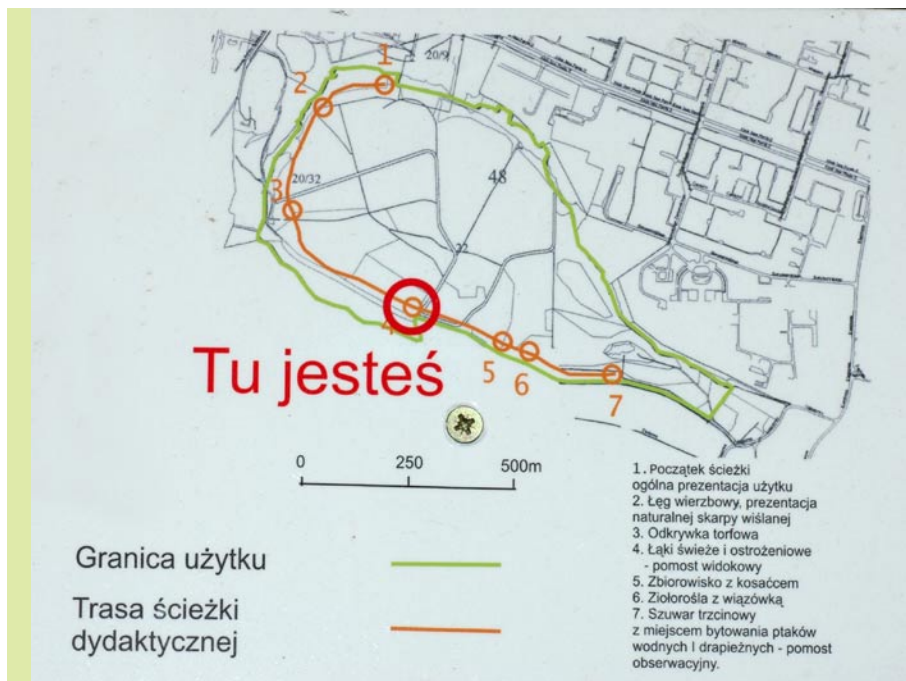 1
20/9
2
48
3
20/32
22
4
Tu jesteś
5
6
7
0 250 500m
1. Początek ścieżki
ogólna prezentacja użytku
2. Łęg wierzbowy, prezentacja
naturalnej skarpy wiślanej
3. Odkrywka torfowa
4. Łąki świeże i ostrożeniowe
- pomost widokowy
5. Zbiorowisko z kosaćcem
6. Ziołorośla z wiązówką
7. Szuwar trzcinowy
z miejscem bytowania ptaków
wodnych I drapieżnych - pomost
obserwacyjny.
Granica użytku
Trasa ścieżki
dydaktycznej